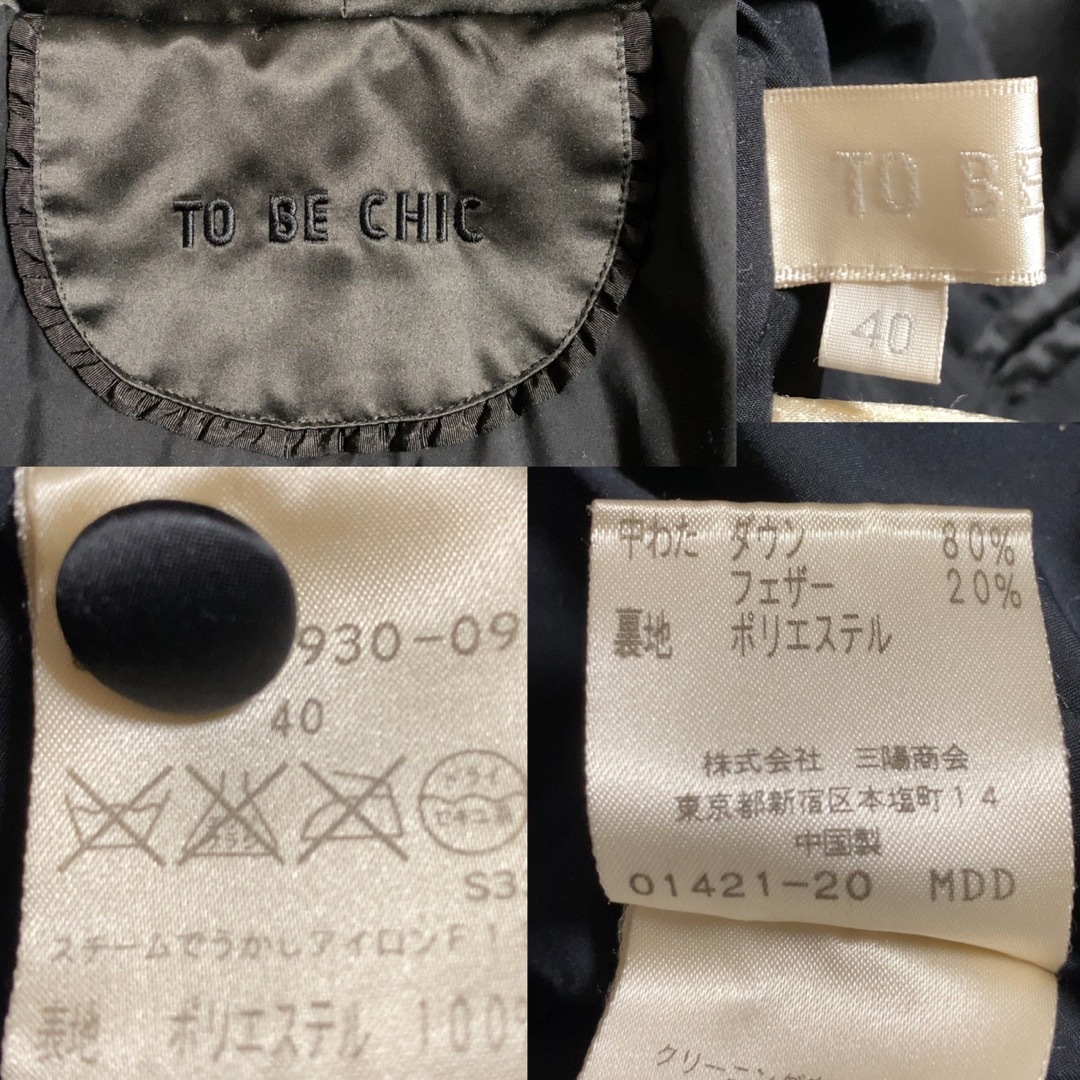 TO BE CHIC
TO BE
40
930-09
40
ドライ
セキユ系
S3
スチームでうかしアイロン F 1
表地 ポリエステル 100%
中わた ダウン 80%
フェザー 20%
裏地 ポリエステル
株式会社 三陽商会
東京都新宿区本塩町14
中国製
01421-20 MDD